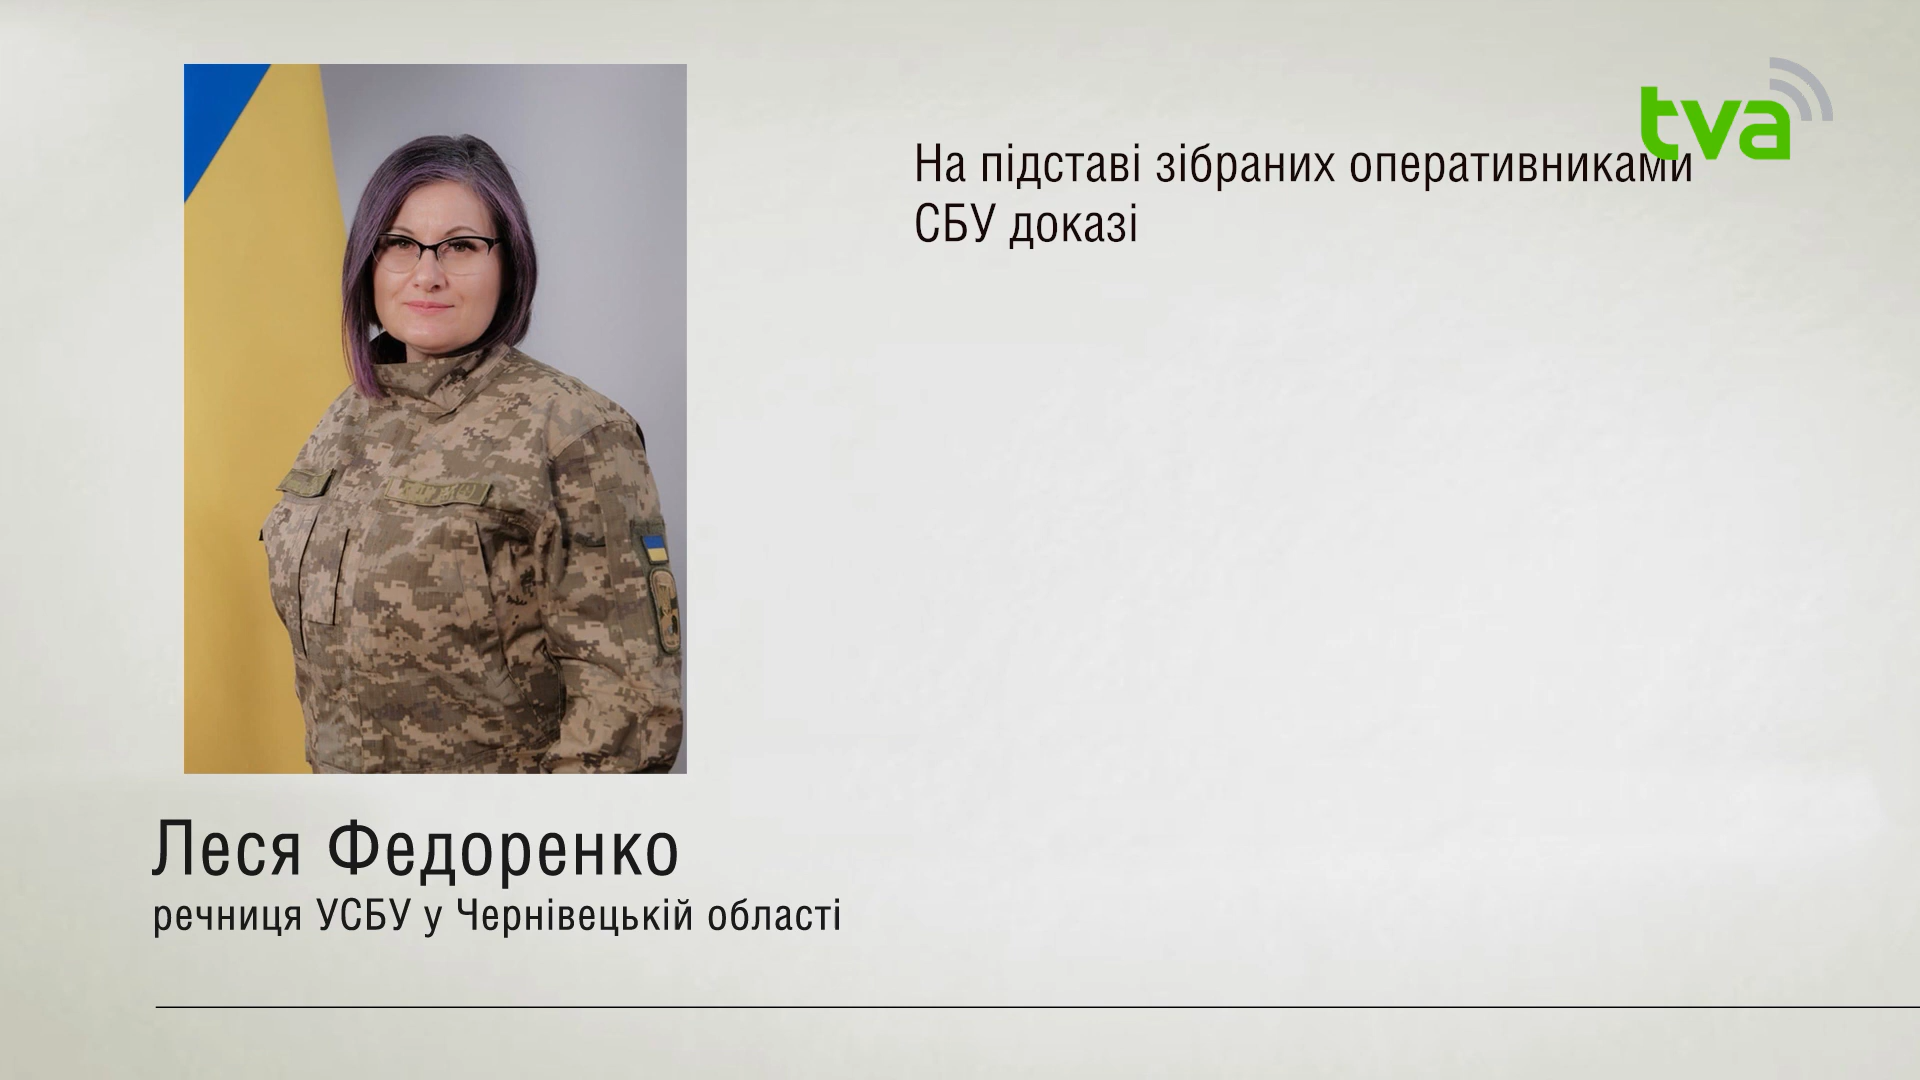 tva
На підставі зібраних оперативниками
СБУ доказі
Леся Федоренко
речниця УСБУ у Чернівецькій області